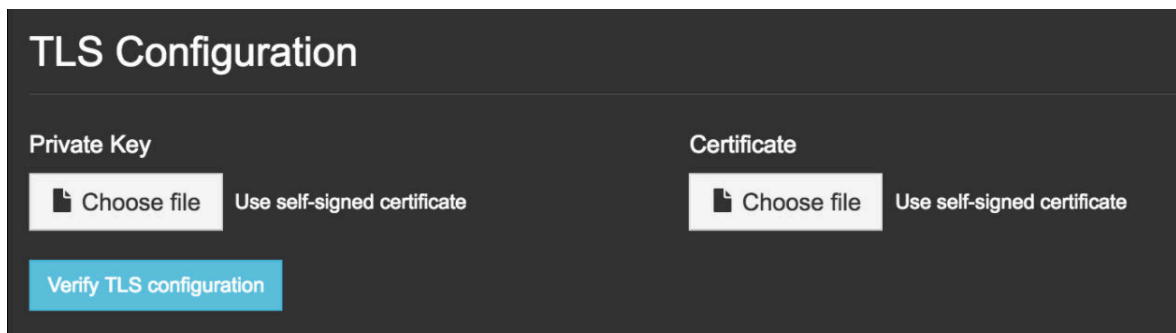 TLS Configuration
Private Key
Choose file Use self-signed certificate
Certificate
Choose file Use self-signed certificate
Verify TLS configuration